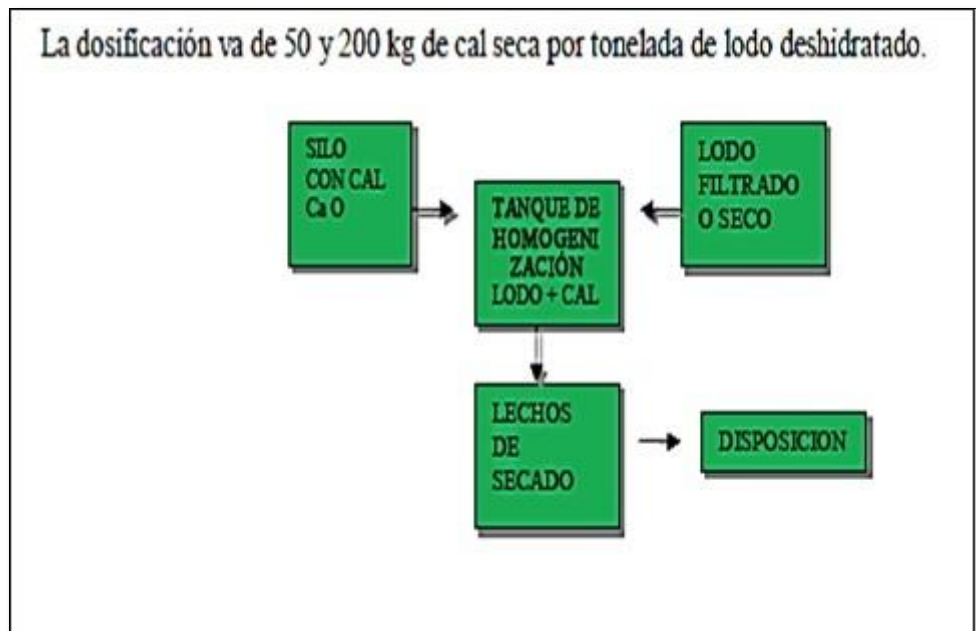 La dosificación va de 50 y 200 kg de cal seca por tonelada de lodo deshidratado.
SILO
CON CAL
Ca O
TANQUE DE
HOMOGENI
ZACIÓN
LODO + CAL
LODO
FILTRADO
O SECO
LECHOS
DE
SECADO
DISPOSICION